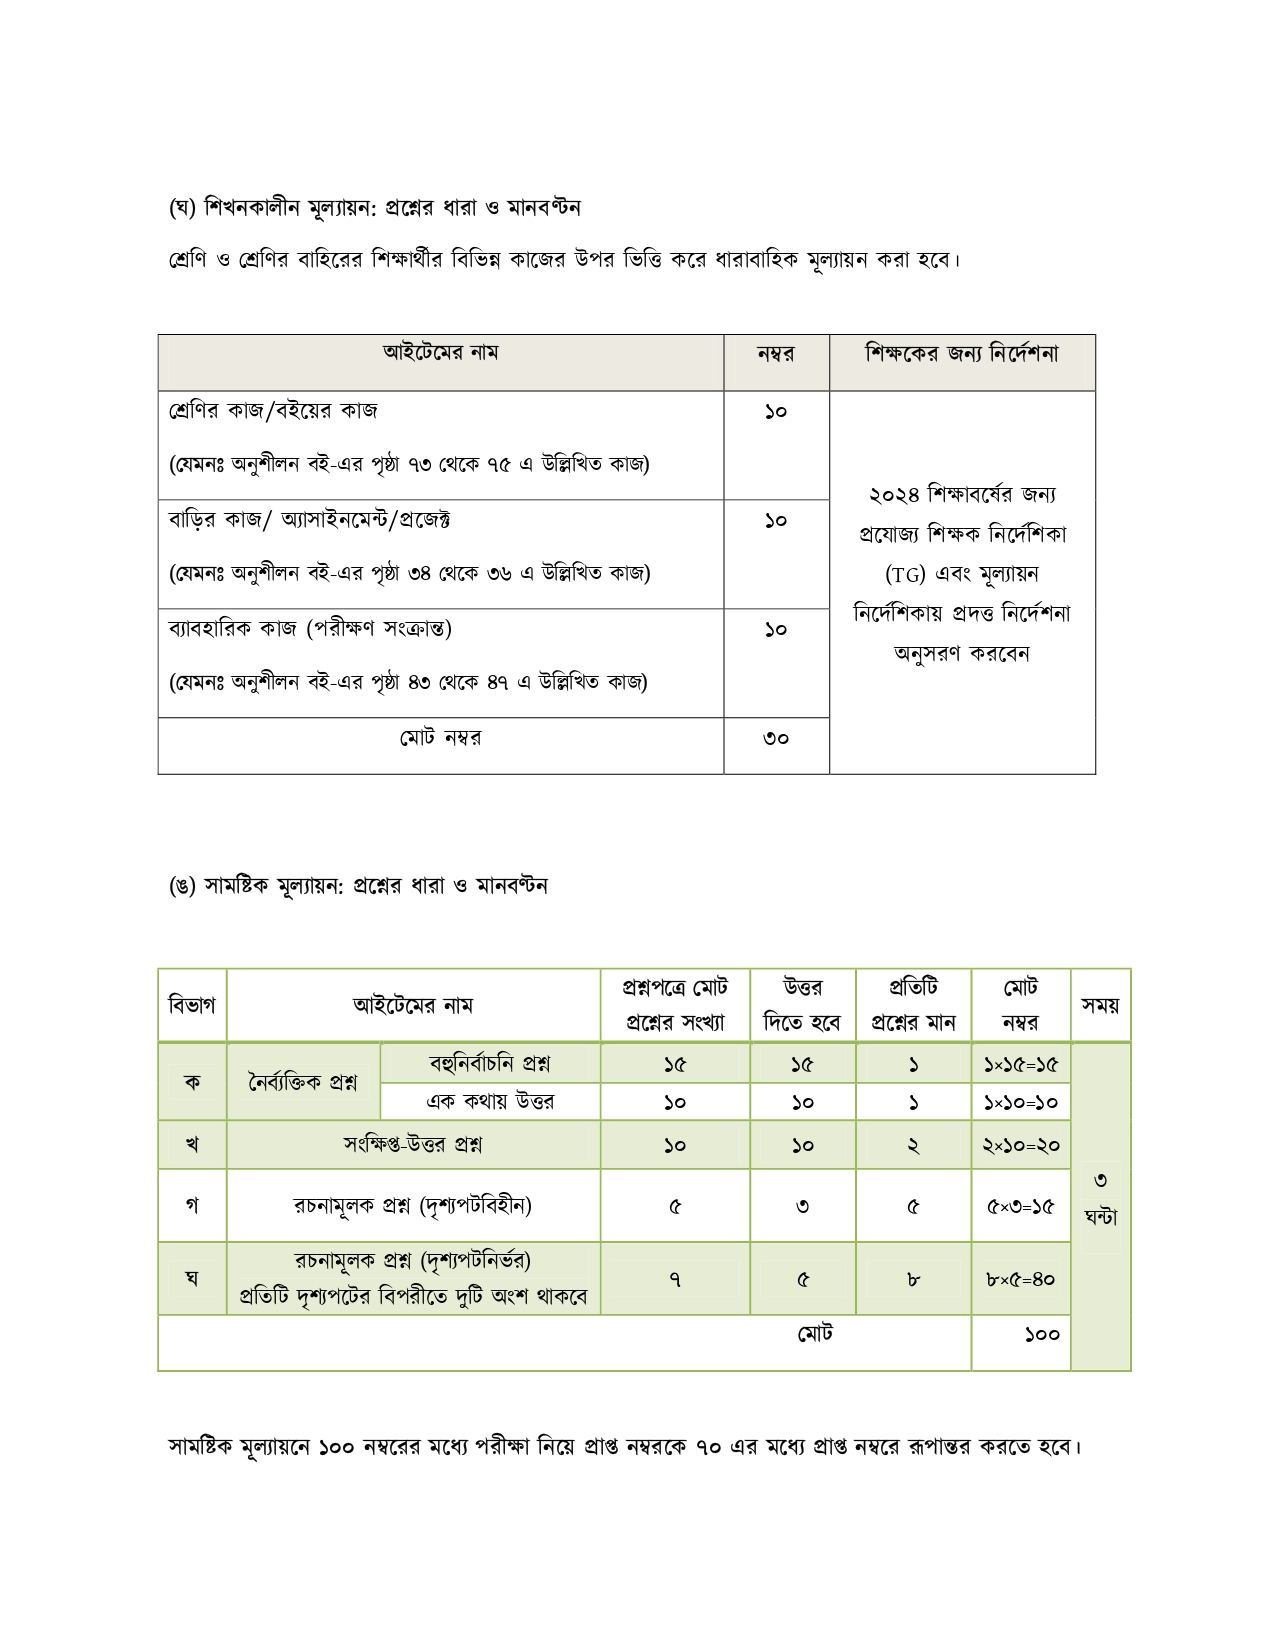 (ঘ) শিখনকালীন মূল্যায়ন: প্রশ্নের ধারা ও মানবণ্টন
শ্রেণি ও শ্রেণির বাহিরের শিক্ষার্থীর বিভিন্ন কাজের উপর ভিত্তি করে ধারাবাহিক মূল্যায়ন করা হবে।
আইটেমের নাম নম্বর শিক্ষকের জন্য নির্দেশনা
শ্রেণির কাজ/বইয়ের কাজ ১০
(যেমনঃ অনুশীলন বই-এর পৃষ্ঠা ৭৩ থেকে ৭৫ এ উল্লিখিত কাজ)
বাড়ির কাজ/ অ্যাসাইনমেন্ট/প্রজেক্ট ১০
(যেমনঃ অনুশীলন বই-এর পৃষ্ঠা ৩৪ থেকে ৩৬ এ উল্লিখিত কাজ)
ব্যাবহারিক কাজ (পরীক্ষণ সংক্রান্ত) ১০
(যেমনঃ অনুশীলন বই-এর পৃষ্ঠা ৪৩ থেকে ৪৭ এ উল্লিখিত কাজ)
মোট নম্বর ৩০
২০২৪ শিক্ষাবর্ষের জন্য
প্রযোজ্য শিক্ষক নির্দেশিকা
(TG) এবং মূল্যায়ন
নির্দেশিকায় প্রদত্ত নির্দেশনা
অনুসরণ করবেন
(ঙ) সামষ্টিক মূল্যায়ন: প্রশ্নের ধারা ও মানবণ্টন
বিভাগ আইটেমের নাম প্রশ্নপত্রে মোট প্রশ্নের সংখ্যা উত্তর দিতে হবে প্রতিটি প্রশ্নের মান মোট নম্বর সময়
ক নৈর্ব্যক্তিক প্রশ্ন বহুনির্বাচনি প্রশ্ন ১৫ ১৫ ১ ১×১৫=১৫
এক কথায় উত্তর ১০ ১০ ১ ১×১০=১০
খ সংক্ষিপ্ত-উত্তর প্রশ্ন ১০ ১০ ২ ২×১০=২০
গ রচনামূলক প্রশ্ন (দৃশ্যপটবিহীন) ৫ ৩ ৫ ৫×৩=১৫
ঘ রচনামূলক প্রশ্ন (দৃশ্যপটনির্ভর)
প্রতিটি দৃশ্যপটের বিপরীতে দুটি অংশ থাকবে ৭ ৫ ৮ ৮×৫=৪০
৩
ঘন্টা
মোট ১০০
সামষ্টিক মূল্যায়নে ১০০ নম্বরের মধ্যে পরীক্ষা নিয়ে প্রাপ্ত নম্বরকে ৭০ এর মধ্যে প্রাপ্ত নম্বরে রূপান্তর করতে হবে।